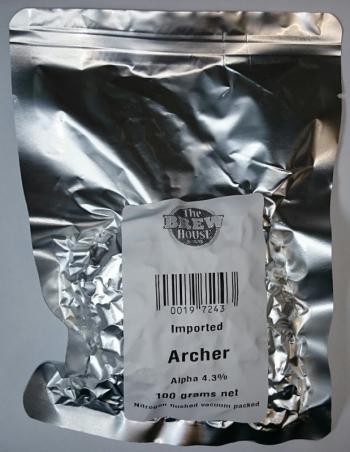 The
BREW
HOUSE
0019 7243
Imported
Archer
Alpha 4.3%
100 grams net
Nitrogen flushed vacuum packed